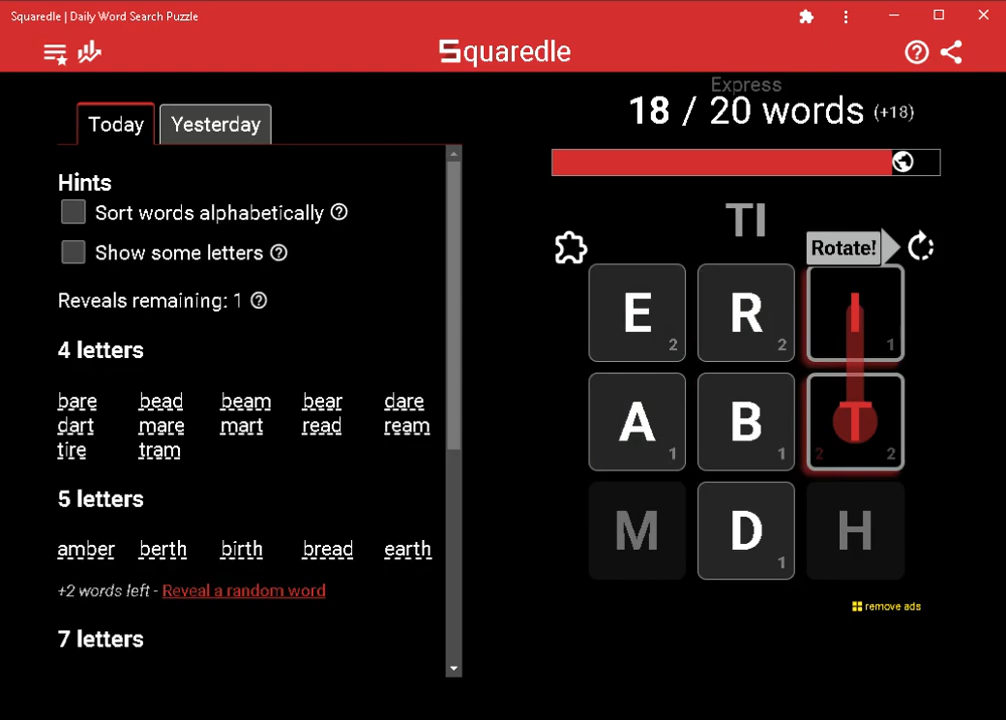 Squaredle | Daily Word Search Puzzle
Squaredle
Today Yesterday
Express
18 / 20 words (+18)
Hints
Sort words alphabetically
Show some letters
Reveals remaining: 1
4 letters
bare bead beam bear dare
dart mare mart read ream
tire tram
5 letters
amber berth birth bread earth
+2 words left - Reveal a random word
7 letters
TI
Rotate!
E 2 R 2 I 1
A 1 B 1 T 2 2
M D 1 H
remove ads